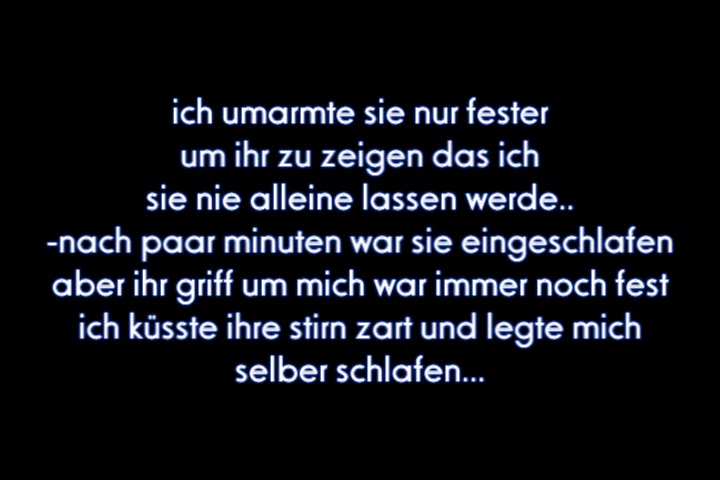 ich umarmte sie nur fester
um ihr zu zeigen das ich
sie nie alleine lassen werde..
-nach paar minuten war sie eingeschlafen
aber ihr griff um mich war immer noch fest
ich küsste ihre stirn zart und legte mich
selber schlafen...